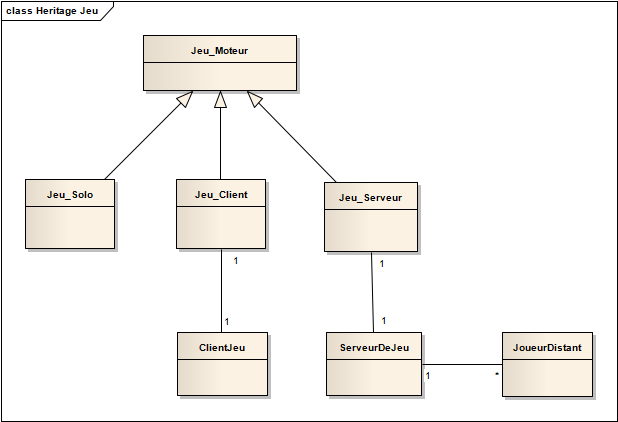 class Heritage Jeu
Jeu_Moteur
Jeu_Solo
Jeu_Client
Jeu_Serveur
1
1
1
1
ClientJeu
ServeurDeJeu
JoueurDistant
1
*